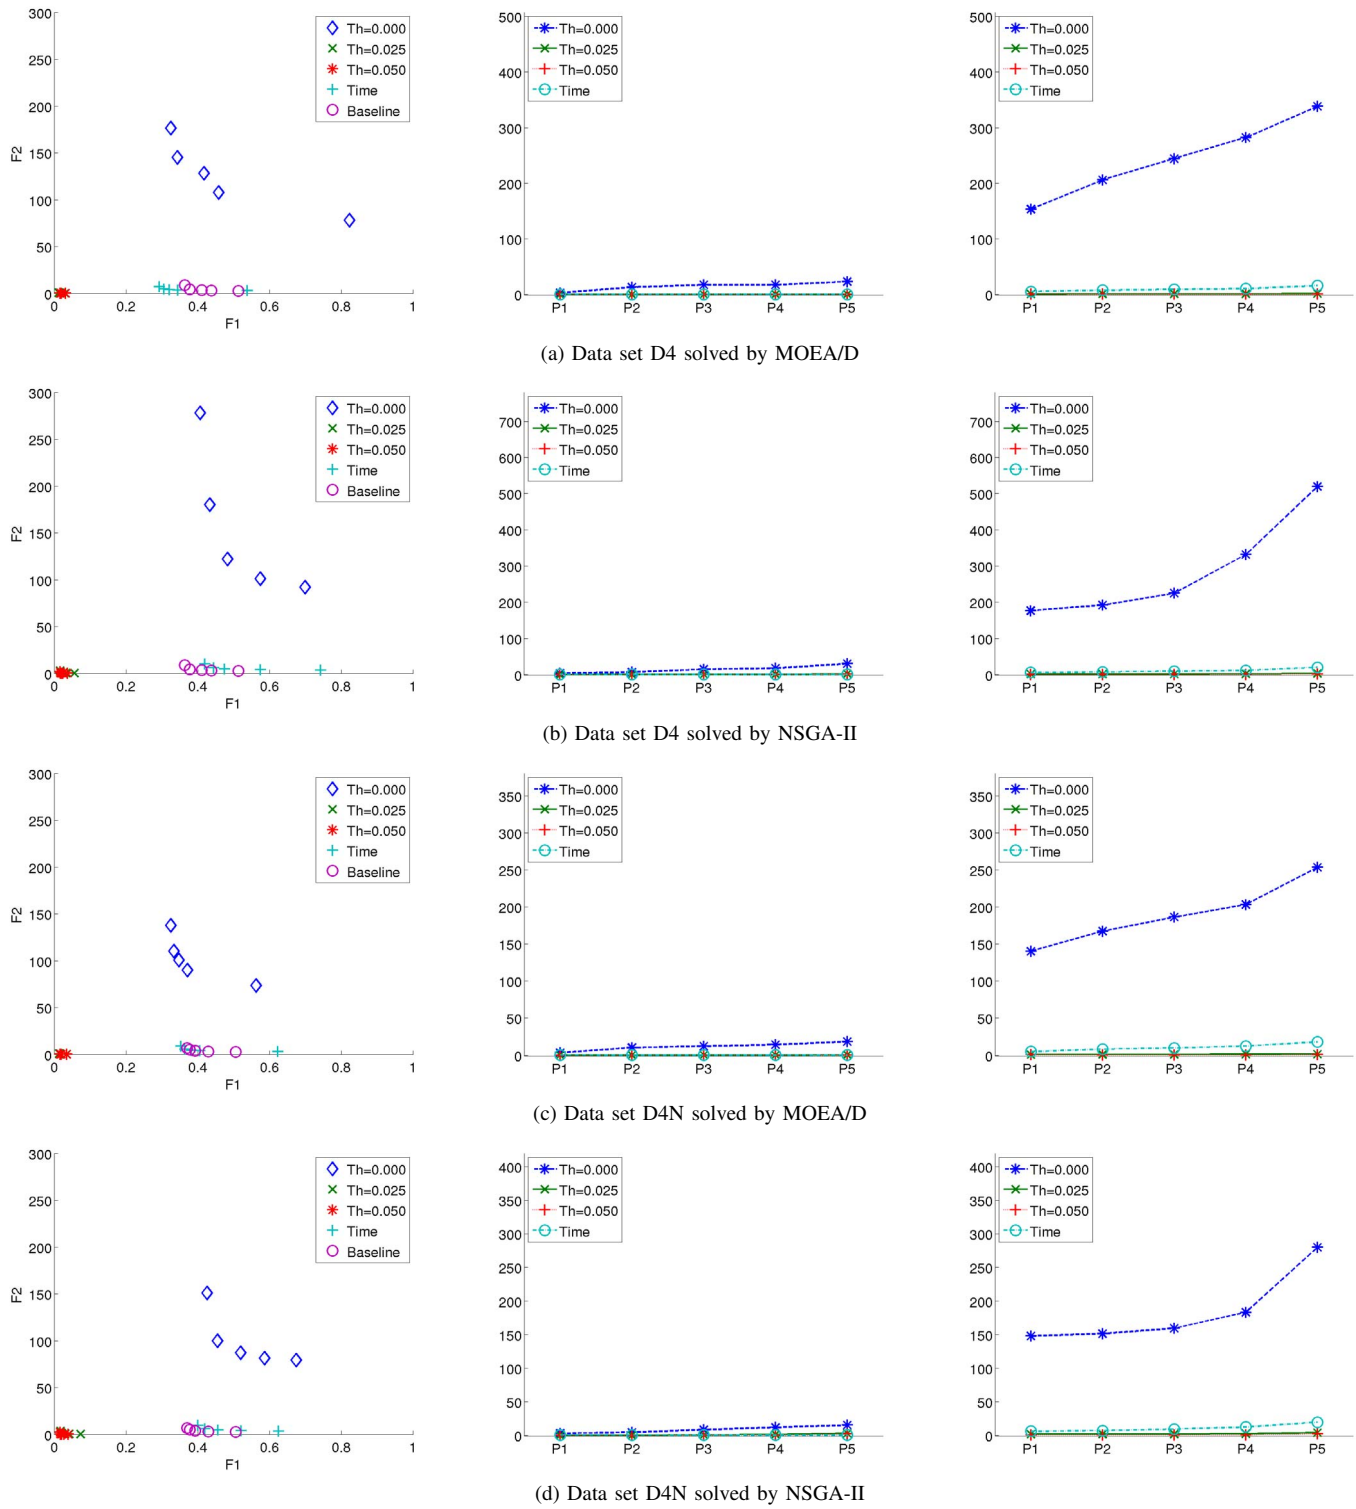 300
250
200
150
100
50
0
F2
0 0.2 0.4 0.6 0.8 1
F1
Th=0.000
Th=0.025
Th=0.050
Time
Baseline
500
400
300
200
100
0
P1 P2 P3 P4 P5
Th=0.000
Th=0.025
Th=0.050
Time
500
400
300
200
100
0
P1 P2 P3 P4 P5
Th=0.000
Th=0.025
Th=0.050
Time
(a) Data set D4 solved by MOEA/D
300
250
200
150
100
50
0
F2
0 0.2 0.4 0.6 0.8 1
F1
Th=0.000
Th=0.025
Th=0.050
Time
Baseline
700
600
500
400
300
200
100
0
P1 P2 P3 P4 P5
Th=0.000
Th=0.025
Th=0.050
Time
700
600
500
400
300
200
100
0
P1 P2 P3 P4 P5
Th=0.000
Th=0.025
Th=0.050
Time
(b) Data set D4 solved by NSGA-II
300
250
200
150
100
50
0
F2
0 0.2 0.4 0.6 0.8 1
F1
Th=0.000
Th=0.025
Th=0.050
Time
Baseline
350
300
250
200
150
100
50
0
P1 P2 P3 P4 P5
Th=0.000
Th=0.025
Th=0.050
Time
350
300
250
200
150
100
50
0
P1 P2 P3 P4 P5
Th=0.000
Th=0.025
Th=0.050
Time
(c) Data set D4N solved by MOEA/D
300
250
200
150
100
50
0
F2
0 0.2 0.4 0.6 0.8 1
F1
Th=0.000
Th=0.025
Th=0.050
Time
Baseline
400
350
300
250
200
150
100
50
0
P1 P2 P3 P4 P5
Th=0.000
Th=0.025
Th=0.050
Time
400
350
300
250
200
150
100
50
0
P1 P2 P3 P4 P5
Th=0.000
Th=0.025
Th=0.050
Time
(d) Data set D4N solved by NSGA-II